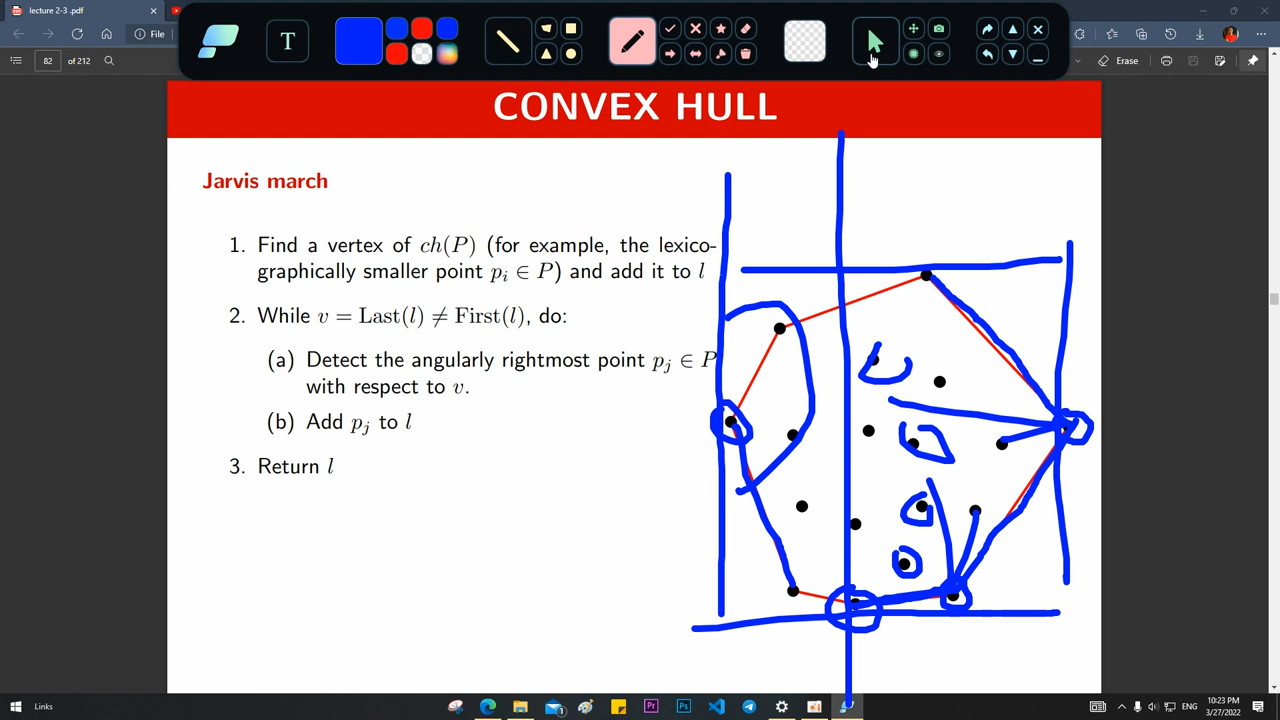 lecture 2-3 .pdf
File
82
of 212
T
Erase
CONVEX HULL
Jarvis march
1. Find a vertex of ch(P) (for example, the lexico-
graphically smaller point pᵢ ∈ P) and add it to l
2. While v = Last(l) ≠ First(l), do:
(a) Detect the angularly rightmost point pⱼ ∈ P
with respect to v.
(b) Add pⱼ to l
3. Return l
Links
Pr
Ps
ENG
10:23 PM
3/27/2022